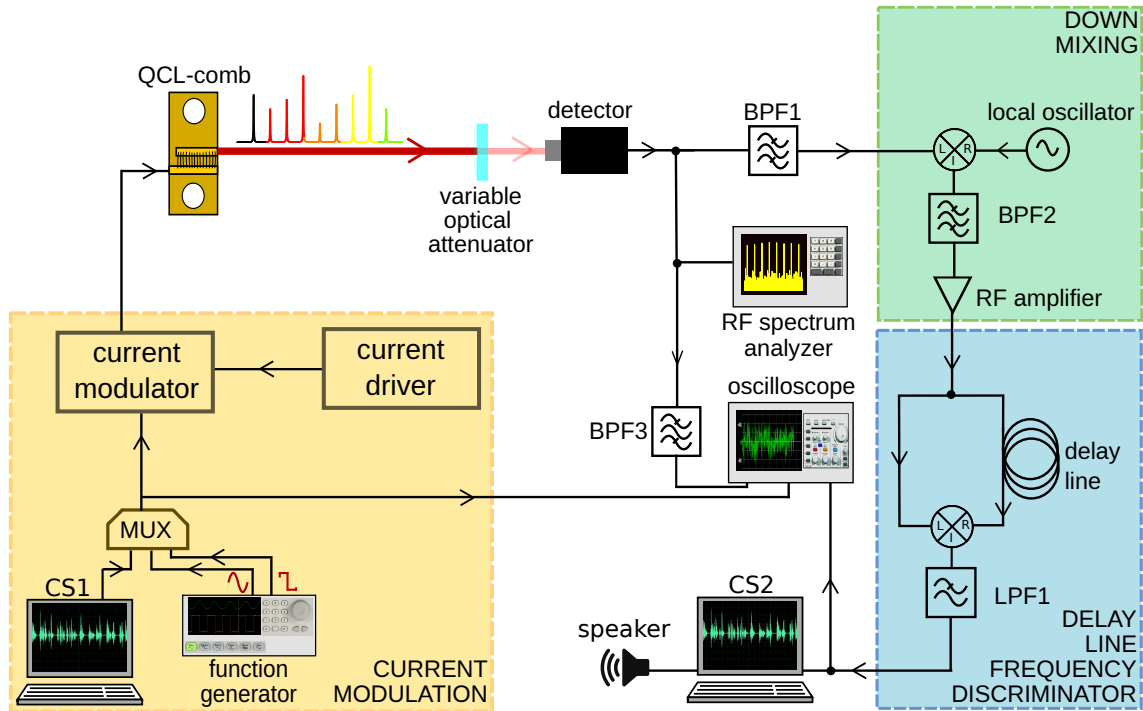 DOWN
MIXING
QCL-comb
detector
BPF1
local oscillator
L
R
I
variable
optical
attenuator
BPF2
RF amplifier
RF spectrum
analyzer
current
modulator
current
driver
oscilloscope
BPF3
delay
line
L
R
I
MUX
CS1
function
generator
CURRENT
MODULATION
CS2
speaker
LPF1
DELAY
LINE
FREQUENCY
DISCRIMINATOR